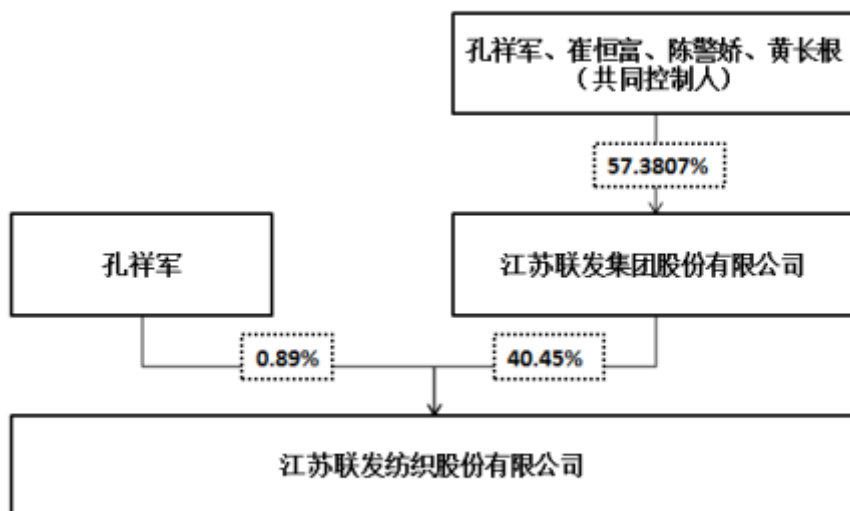 孔祥军、崔恒富、陈警娇、黄长根
（共同控制人）
57.3807%
孔祥军
江苏联发集团股份有限公司
0.89%
40.45%
江苏联发纺织股份有限公司